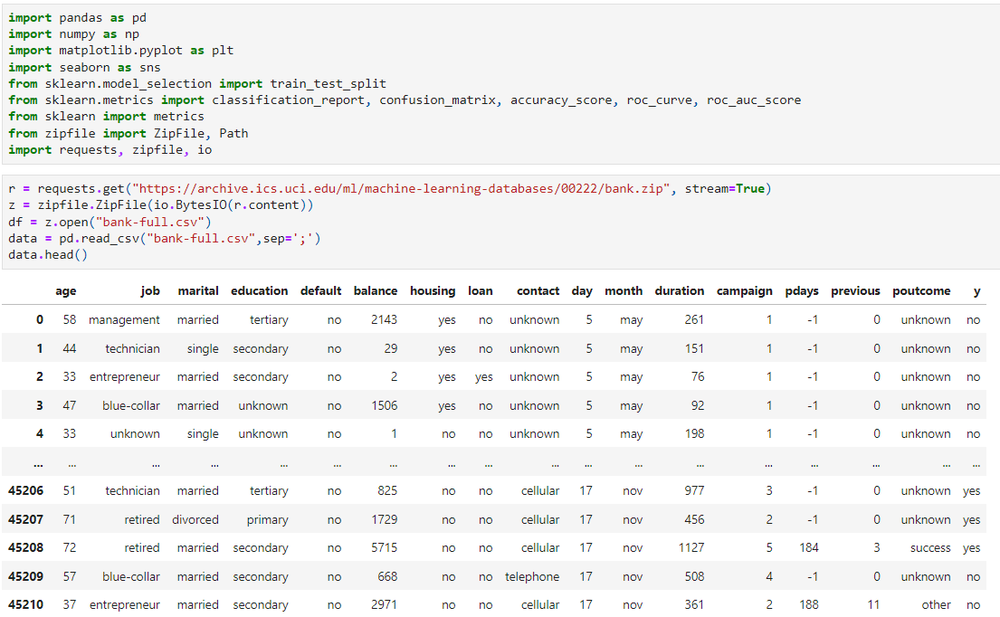 import pandas as pd
import numpy as np
import matplotlib.pyplot as plt
import seaborn as sns
from sklearn.model_selection import train_test_split
from sklearn.metrics import classification_report, confusion_matrix, accuracy_score, roc_curve, roc_auc_score
from sklearn import metrics
from zipfile import ZipFile, Path
import requests, zipfile, io
r = requests.get("https://archive.ics.uci.edu/ml/machine-learning-databases/00222/bank.zip", stream=True)
z = zipfile.ZipFile(io.BytesIO(r.content))
df = z.open("bank-full.csv")
data = pd.read_csv("bank-full.csv",sep=';')
data.head()
age job marital education default balance housing loan contact day month duration campaign pdays previous poutcome y
0 58 management married tertiary no 2143 yes no unknown 5 may 261 1 -1 0 unknown no
1 44 technician single secondary no 29 yes no unknown 5 may 151 1 -1 0 unknown no
2 33 entrepreneur married secondary no 2 yes yes unknown 5 may 76 1 -1 0 unknown no
3 47 blue-collar married unknown no 1506 yes no unknown 5 may 92 1 -1 0 unknown no
4 33 unknown single unknown no 1 no no unknown 5 may 198 1 -1 0 unknown no
... ... ... ... ... ... ... ... ... ... ... ... ... ... ... ... ... ...
45206 51 technician married tertiary no 825 no no cellular 17 nov 977 3 -1 0 unknown yes
45207 71 retired divorced primary no 1729 no no cellular 17 nov 456 2 -1 0 unknown yes
45208 72 retired married secondary no 5715 no no cellular 17 nov 1127 5 184 3 success yes
45209 57 blue-collar married secondary no 668 no no telephone 17 nov 508 4 -1 0 unknown no
45210 37 entrepreneur married secondary no 2971 no no cellular 17 nov 361 2 188 11 other no